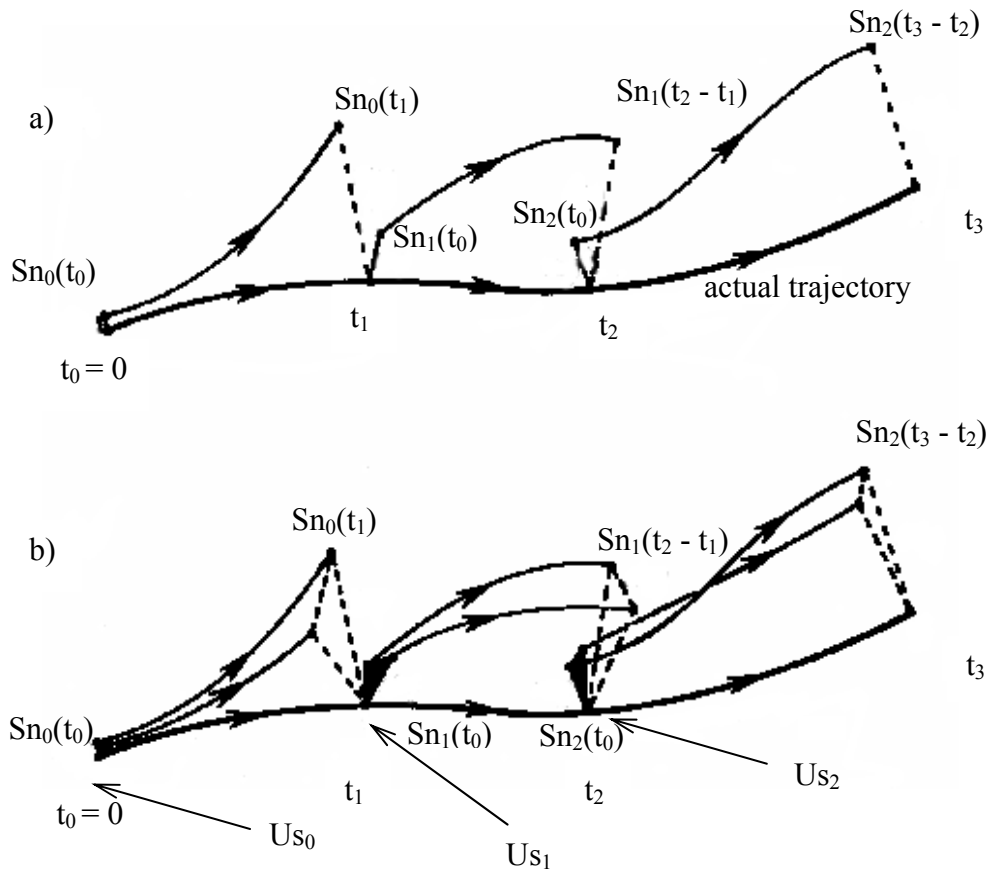 Sn₂(t₃ - t₂)
Sn₀(t₁)
Sn₁(t₂ - t₁)
a)
Sn₂(t₀)
Sn₁(t₀)
t₃
Sn₀(t₀)
actual trajectory
t₁
t₂
t₀ = 0
Sn₂(t₃ - t₂)
Sn₀(t₁)
Sn₁(t₂ - t₁)
b)
t₃
Sn₀(t₀)
Sn₁(t₀)
Sn₂(t₀)
Us₂
t₁
t₂
t₀ = 0
Us₀
Us₁